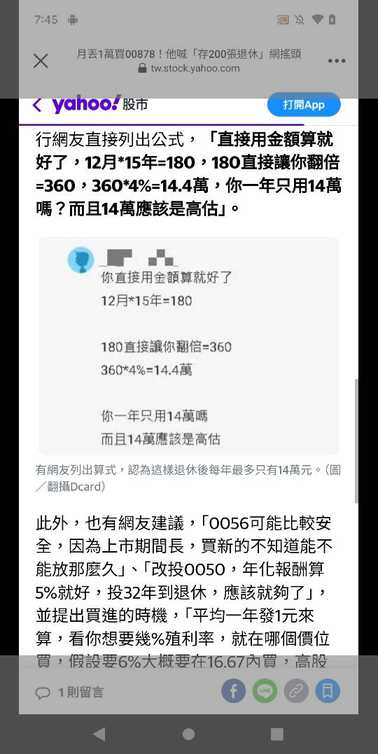 7:45
月丟1萬買00878！他喊「存200張退休」網搖頭
tw.stock.yahoo.com
yahoo!股市
打開App
行網友直接列出公式，「直接用金額算就
好了，12月*15年=180，180直接讓你翻倍
=360，360*4%=14.4萬，你一年只用14萬
嗎？而且14萬應該是高估」。
你直接用金額算就好了
12月*15年=180
180直接讓你翻倍=360
360*4%=14.4萬
你一年只用14萬嗎
而且14萬應該是高估
有網友列出算式，認為這樣退休後每年最多只有14萬元。（圖
／翻攝Dcard）
此外，也有網友建議，「0056可能比較安
全，因為上市期間長，買新的不知道能不
能放那麼久」、「改投0050，年化報酬算
5%就好，投32年到退休，應該就夠了」，
並提出買進的時機，「平均一年發1元來
算，看你想要幾%殖利率，就在哪個價位
買，假設要6%大概要在16.67內買，高股
1則留言